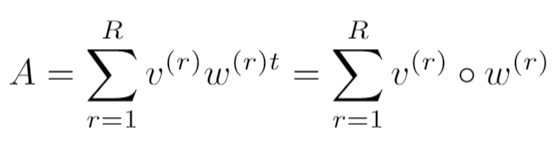 A = \sum_{r=1}^{R} v^{(r)} w^{(r)t} = \sum_{r=1}^{R} v^{(r)} \circ w^{(r)}